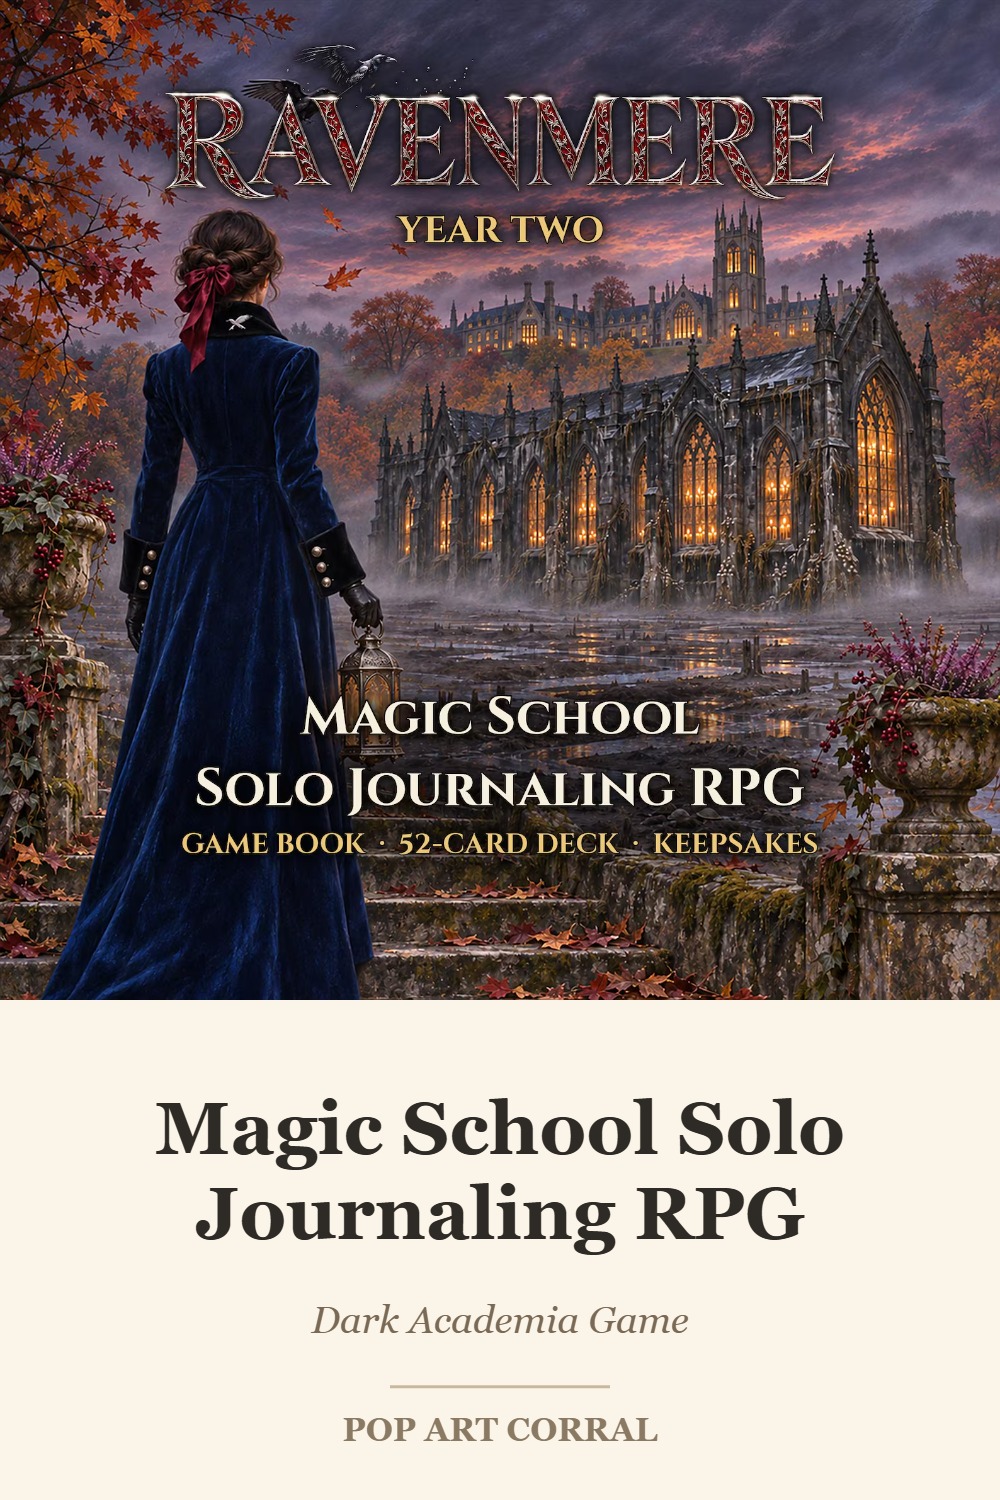 RAVENMERE
YEAR TWO
MAGIC SCHOOL
SOLO JOURNALING RPG
GAME BOOK · 52-CARD DECK · KEEPSAKES
Magic School Solo
Journaling RPG
Dark Academia Game
POP ART CORRAL